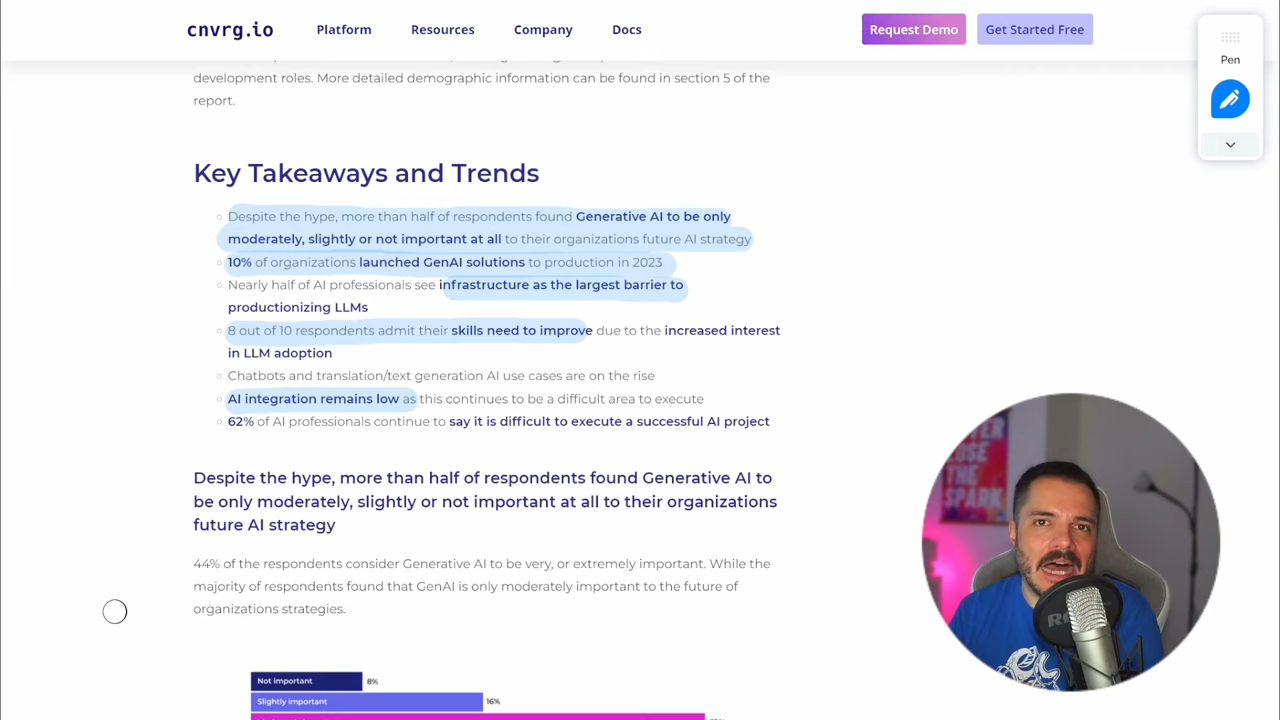 cnvrg.io Platform Resources Company Docs Request Demo Get Started Free
Pen
development roles. More detailed demographic information can be found in section 5 of the
report.
Key Takeaways and Trends
Despite the hype, more than half of respondents found Generative AI to be only
moderately, slightly or not important at all to their organizations future AI strategy
10% of organizations launched GenAI solutions to production in 2023
Nearly half of AI professionals see infrastructure as the largest barrier to
productionizing LLMs
8 out of 10 respondents admit their skills need to improve due to the increased interest
in LLM adoption
Chatbots and translation/text generation AI use cases are on the rise
AI integration remains low as this continues to be a difficult area to execute
62% of AI professionals continue to say it is difficult to execute a successful AI project
Despite the hype, more than half of respondents found Generative AI to
be only moderately, slightly or not important at all to their organizations
future AI strategy
44% of the respondents consider Generative AI to be very, or extremely important. While the
majority of respondents found that GenAI is only moderately important to the future of
organizations strategies.
Not important 8%
Slightly important 16%
LOSE
THE
SPARK